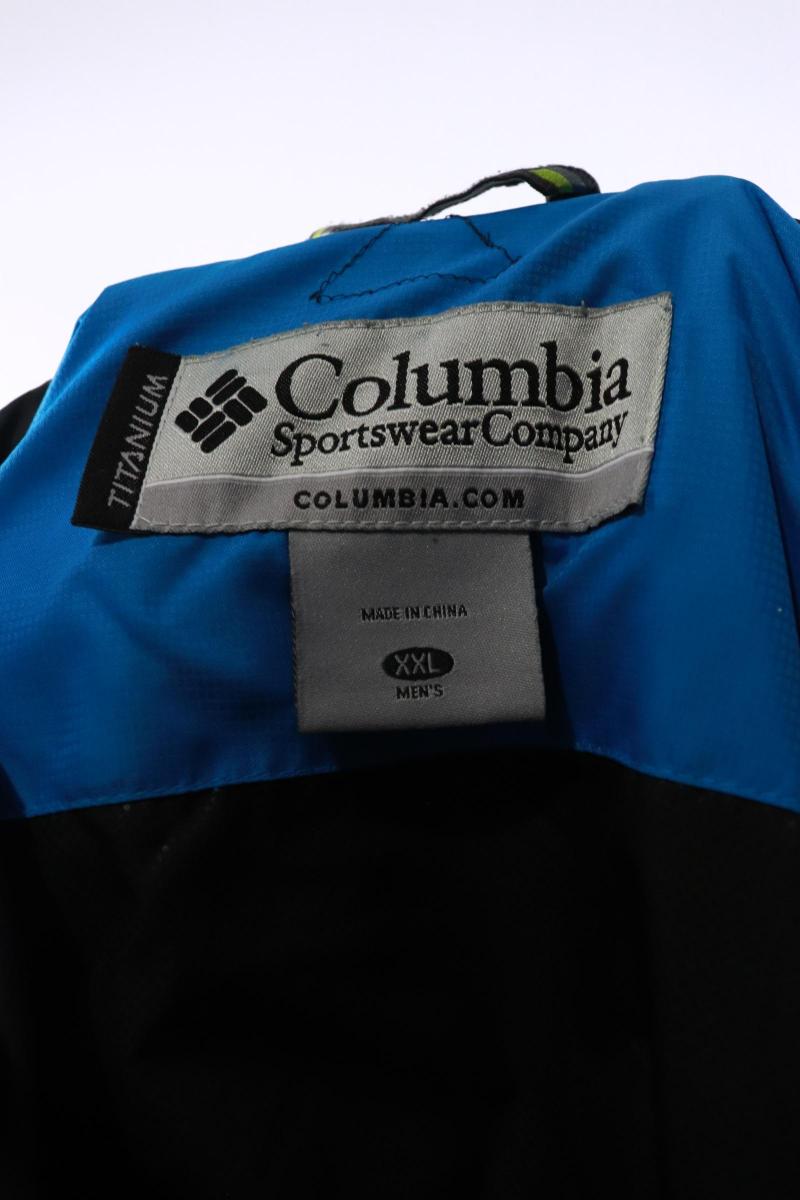 TITANIUM
Columbia
Sportswear Company
COLUMBIA.COM
MADE IN CHINA
XXL
MEN'S